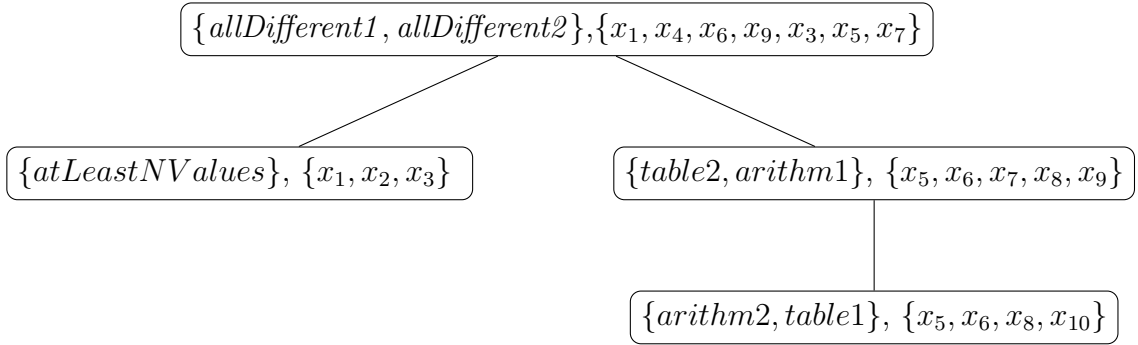 {allDifferent1, allDifferent2},{x₁, x₄, x₆, x₉, x₃, x₅, x₇}
{atLeastNValues}, {x₁, x₂, x₃}
{table2, arithm1}, {x₅, x₆, x₇, x₈, x₉}
{arithm2, table1}, {x₅, x₆, x₈, x₁₀}